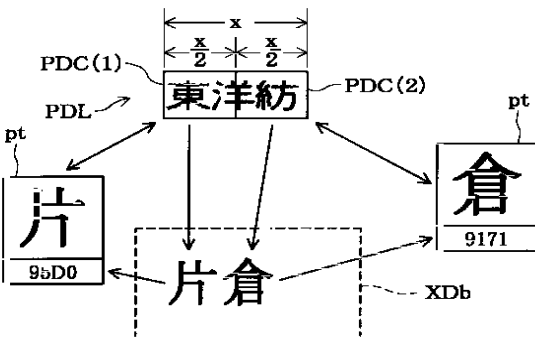 x
x/2 x/2
PDC(1)
東洋紡
PDC(2)
PDL
pt
片
95D0
pt
倉
9171
片倉
XDb